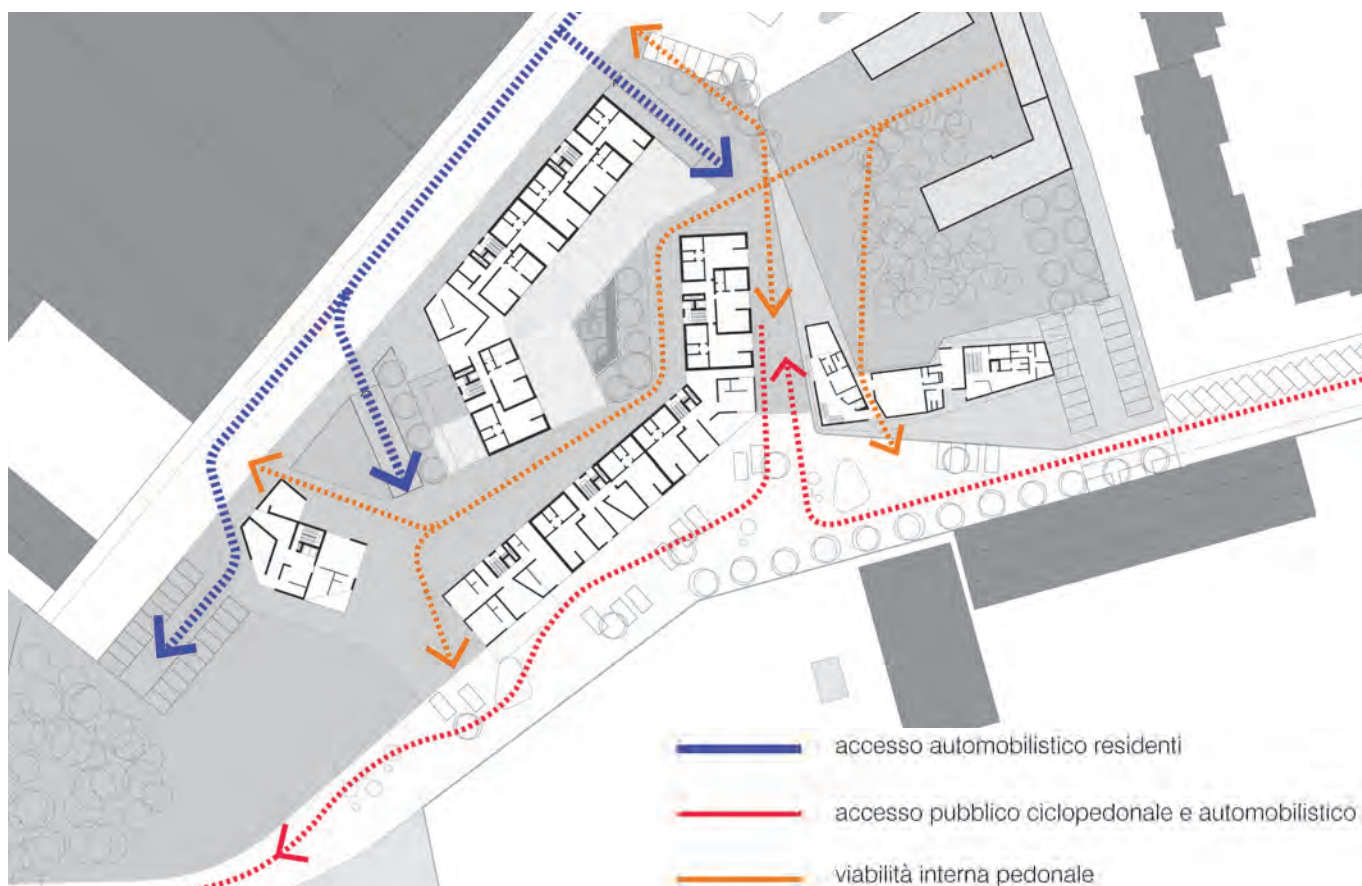 accesso automobilistico residenti
accesso pubblico ciclopedonale e automobilistico
viabilità interna pedonale